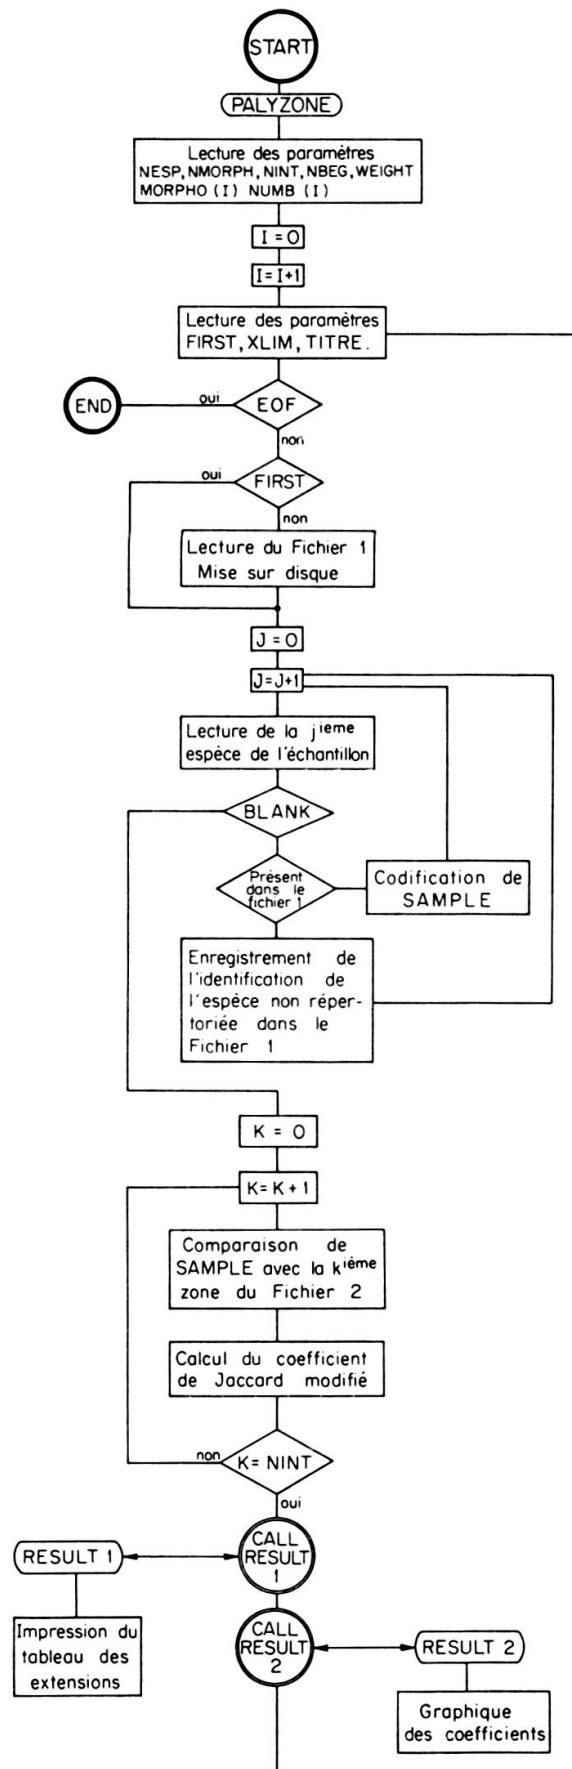 START
PALYZONE
Lecture des paramètres
NESP, NMORPH, NINT, NBEG, WEIGHT
MORPHO (I) NUMB (I)
I = 0
I = I+1
Lecture des paramètres
FIRST, XLIM, TITRE.
END
oui
EOF
non
oui
FIRST
non
Lecture du Fichier 1
Mise sur disque
J = 0
J=J+1
Lecture de la jieme
espèce de l'échantillon
BLANK
Présent
dans le
fichier 1
Codification de
SAMPLE
Enregistrement de
l'identification de
l'espèce non réper-
toriée dans le
Fichier 1
K = 0
K= K + 1
Comparaison de
SAMPLE avec la kième
zone du Fichier 2
Calcul du coefficient
de Jaccard modifié
non
K= NINT
oui
RESULT 1
CALL
RESULT
1
Impression du
tableau des
extensions
CALL
RESULT
2
RESULT 2
Graphique
des coefficients